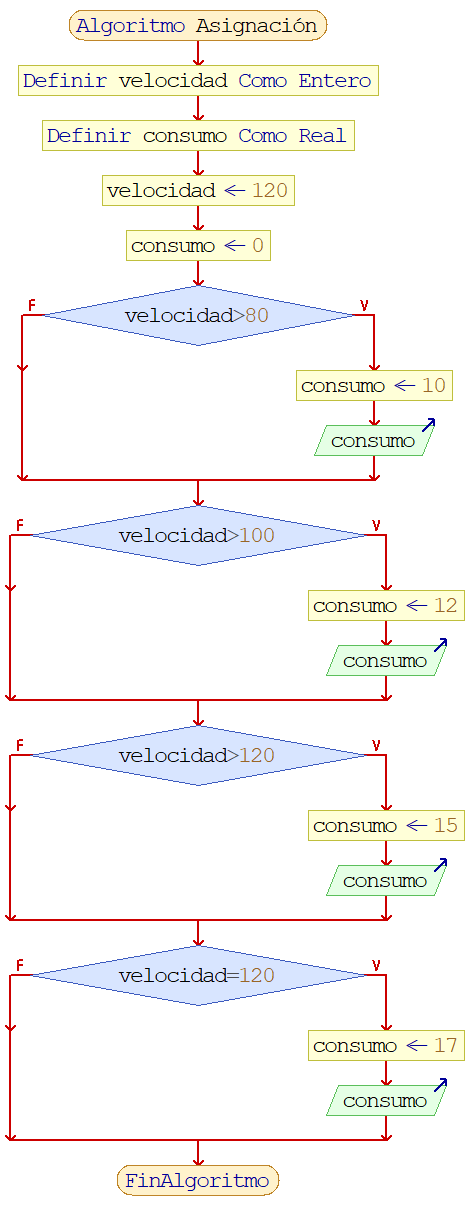 Algoritmo Asignación
Definir velocidad Como Entero
Definir consumo Como Real
velocidad ← 120
consumo ← 0
F
V
velocidad>80
consumo ← 10
consumo
F
V
velocidad>100
consumo ← 12
consumo
F
V
velocidad>120
consumo ← 15
consumo
F
V
velocidad=120
consumo ← 17
consumo
FinAlgoritmo